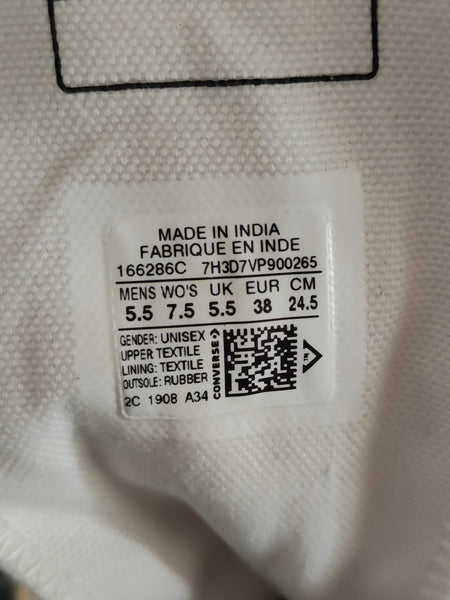 MADE IN INDIA
FABRIQUE EN INDE
166286C 7H3D7VP900265
MENS WO'S UK EUR CM
5.5 7.5 5.5 38 24.5
GENDER: UNISEX
UPPER TEXTILE
LINING: TEXTILE
OUTSOLE: RUBBER
2C 1908 A34
CONVERSE
TM